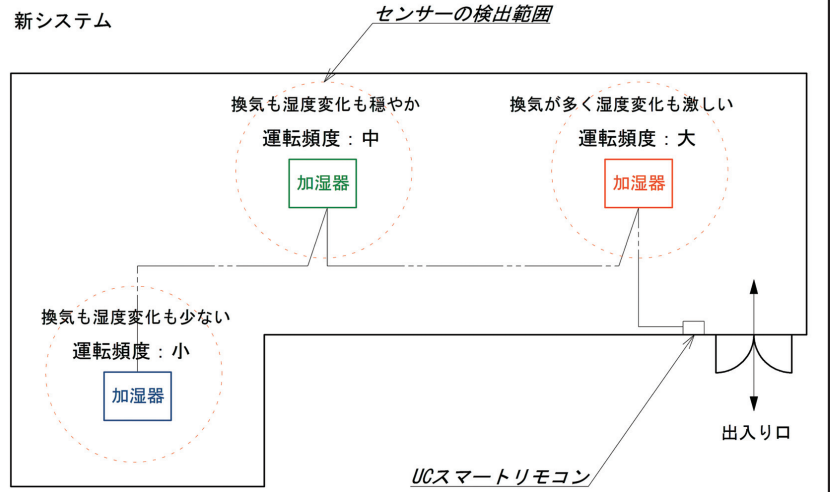 新システム
センサーの検出範囲
換気も湿度変化も穏やか
運転頻度：中
加湿器
換気が多く湿度変化も激しい
運転頻度：大
加湿器
換気も湿度変化も少ない
運転頻度：小
加湿器
出入り口
UCスマートリモコン